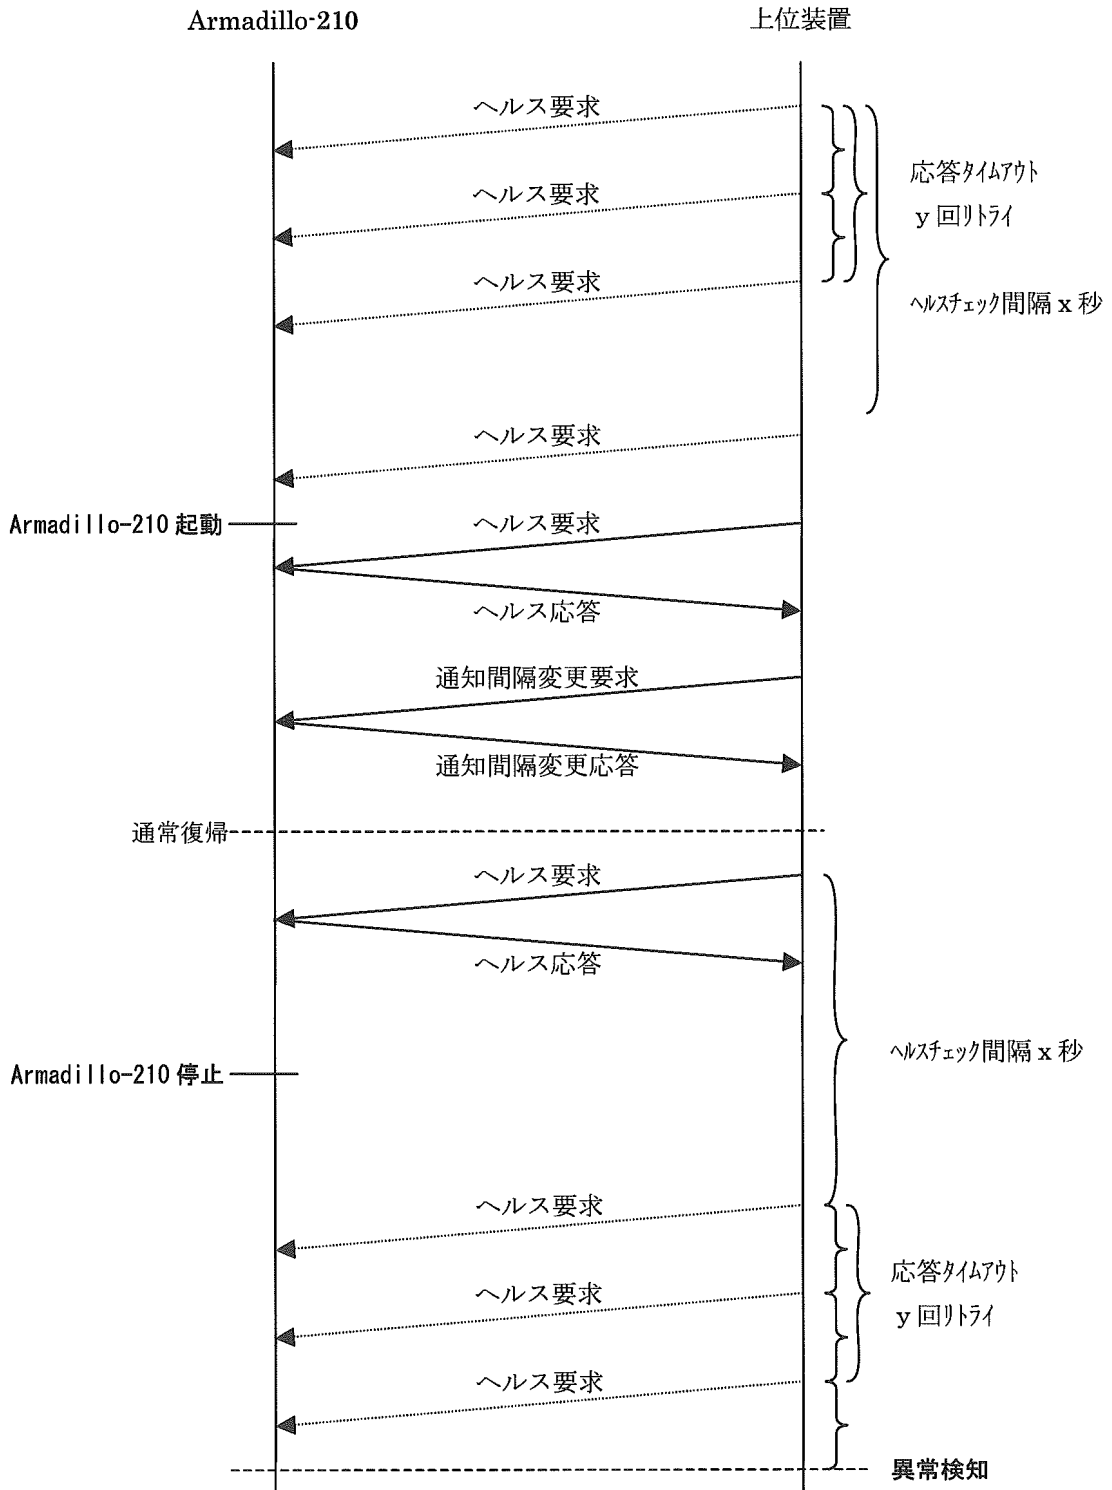 Armadillo-210
上位装置
ヘルス要求
ヘルス要求
ヘルス要求
応答タイムアウト
y 回リトライ
ヘルスチェック間隔 x 秒
ヘルス要求
Armadillo-210 起動
ヘルス要求
ヘルス応答
通知間隔変更要求
通知間隔変更応答
通常復帰
ヘルス要求
ヘルス応答
ヘルスチェック間隔 x 秒
Armadillo-210 停止
ヘルス要求
ヘルス要求
ヘルス要求
応答タイムアウト
y 回リトライ
異常検知